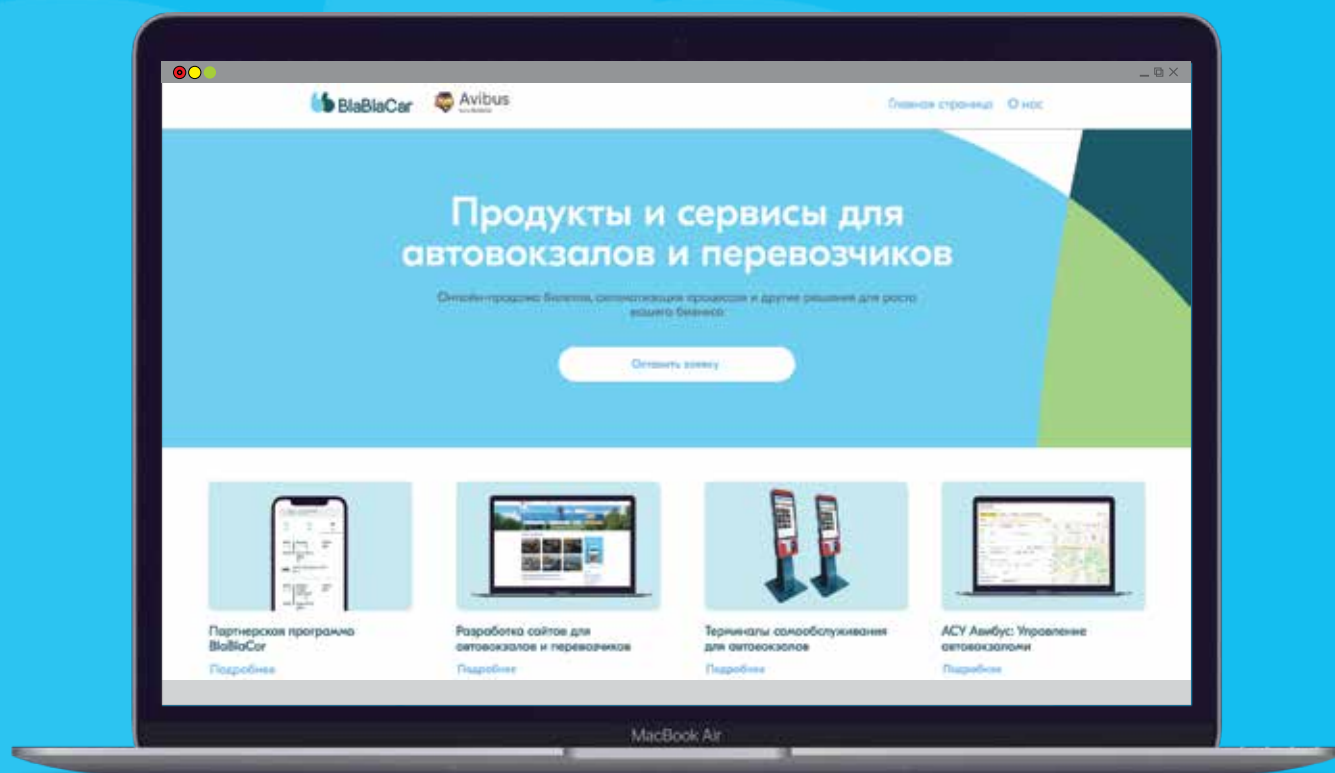 BlaBlaCar
Avibus
Главная страница О нас
Продукты и сервисы для
автовокзалов и перевозчиков
Онлайн-продажа билетов, автоматизация процессов и другие решения для роста
вашего бизнеса
Оставить заявку
Партнерская программа
BlaBlaCar
Подробнее
Разработка сайтов для
автовокзалов и перевозчиков
Подробнее
Терминалы самообслуживания
для автовокзалов
Подробнее
АСУ Авибус: Управление
автовокзалами
Подробнее
MacBook Air